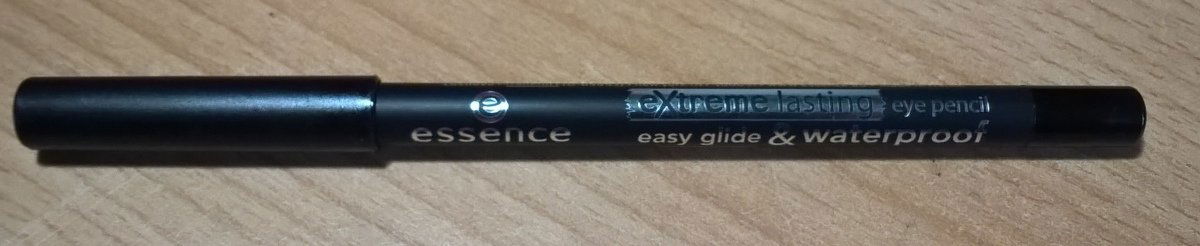 e
essence
eXtreme lasting eye pencil
easy glide & waterproof